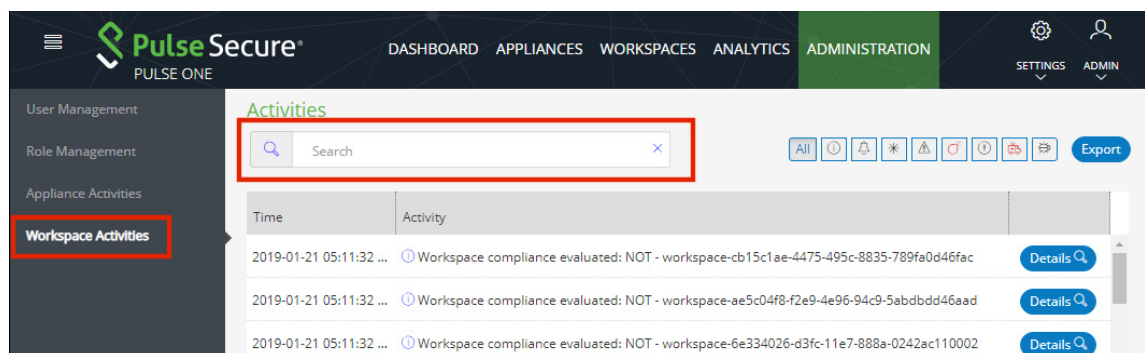 Pulse Secure
PULSE ONE
DASHBOARD APPLIANCES WORKSPACES ANALYTICS ADMINISTRATION
SETTINGS ADMIN
User Management
Role Management
Appliance Activities
Workspace Activities
Activities
Search
All
Export
Time Activity
2019-01-21 05:11:32 ... Workspace compliance evaluated: NOT - workspace-cb15c1ae-4475-495c-8835-789fa0d46fac Details
2019-01-21 05:11:32 ... Workspace compliance evaluated: NOT - workspace-ae5c04f8-f2e9-4e96-94c9-5abdbdd46aad Details
2019-01-21 05:11:32 ... Workspace compliance evaluated: NOT - workspace-6e334026-d3fc-11e7-888a-0242ac110002 Details